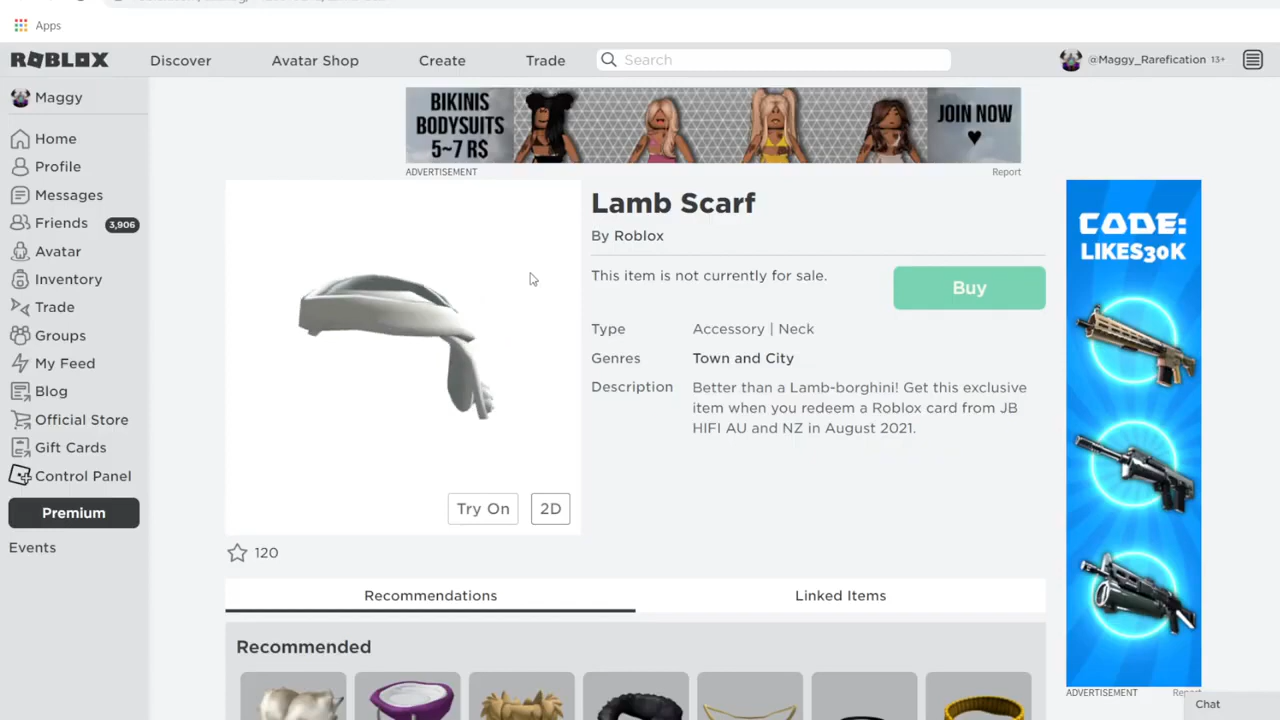 Apps
ROBLOX
Discover
Avatar Shop
Create
Trade
Search
@Maggy_Rarefication 13+
Maggy
Home
Profile
Messages
Friends
3,906
Avatar
Inventory
Trade
Groups
My Feed
Blog
Official Store
Gift Cards
Control Panel
Premium
Events
BIKINIS
BODYSUITS
5~7 R$
JOIN NOW
ADVERTISEMENT
Report
Lamb Scarf
By Roblox
This item is not currently for sale.
Buy
Type
Accessory | Neck
Genres
Town and City
Description
Better than a Lamb-borghini! Get this exclusive
item when you redeem a Roblox card from JB
HIFI AU and NZ in August 2021.
Try On
2D
120
Recommendations
Linked Items
Recommended
CODE:
LIKES30K
ADVERTISEMENT
Chat